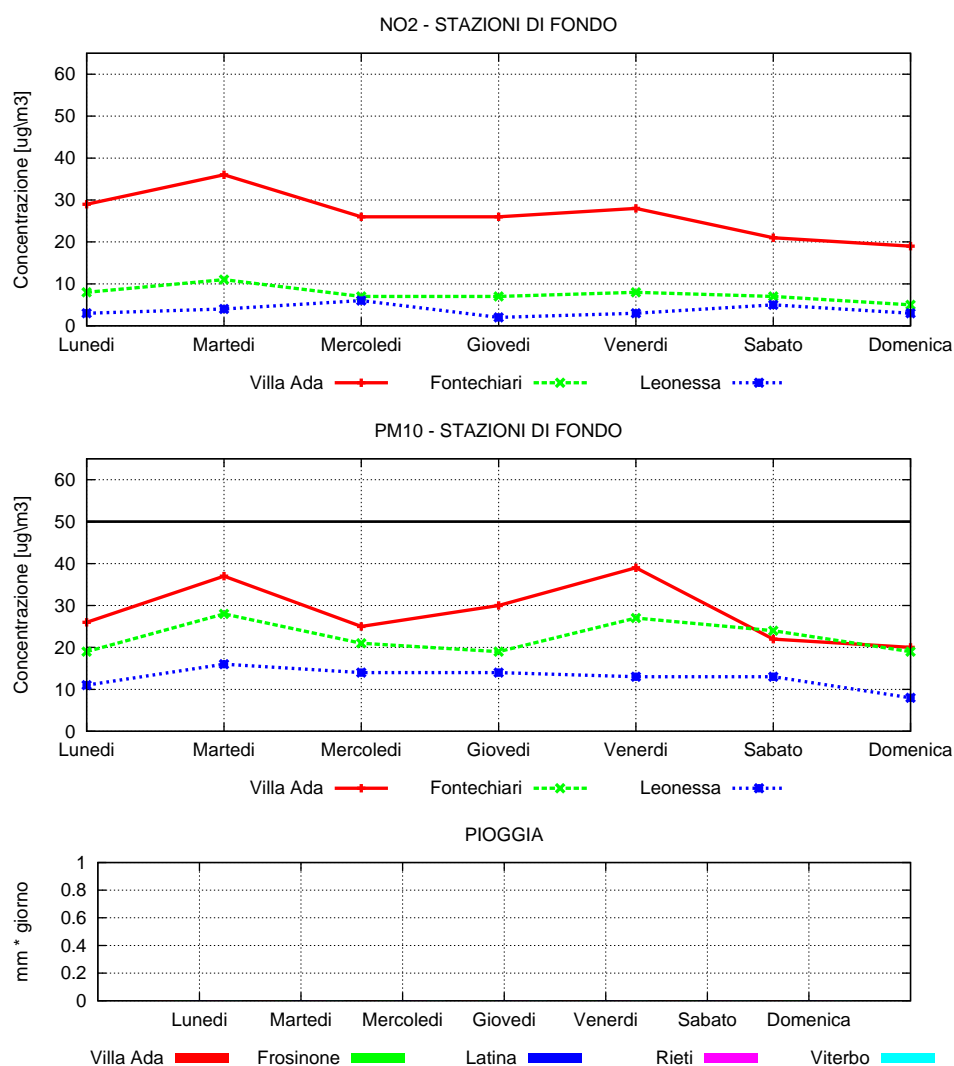 NO2 - STAZIONI DI FONDO
Concentrazione [ug\m3]
60
50
40
30
20
10
0
Lunedi Martedi Mercoledi Giovedi Venerdi Sabato Domenica
Villa Ada Fontechiari Leonessa
PM10 - STAZIONI DI FONDO
Concentrazione [ug\m3]
60
50
40
30
20
10
0
Lunedi Martedi Mercoledi Giovedi Venerdi Sabato Domenica
Villa Ada Fontechiari Leonessa
PIOGGIA
mm * giorno
1
0.8
0.6
0.4
0.2
0
Lunedi Martedi Mercoledi Giovedi Venerdi Sabato Domenica
Villa Ada Frosinone Latina Rieti Viterbo